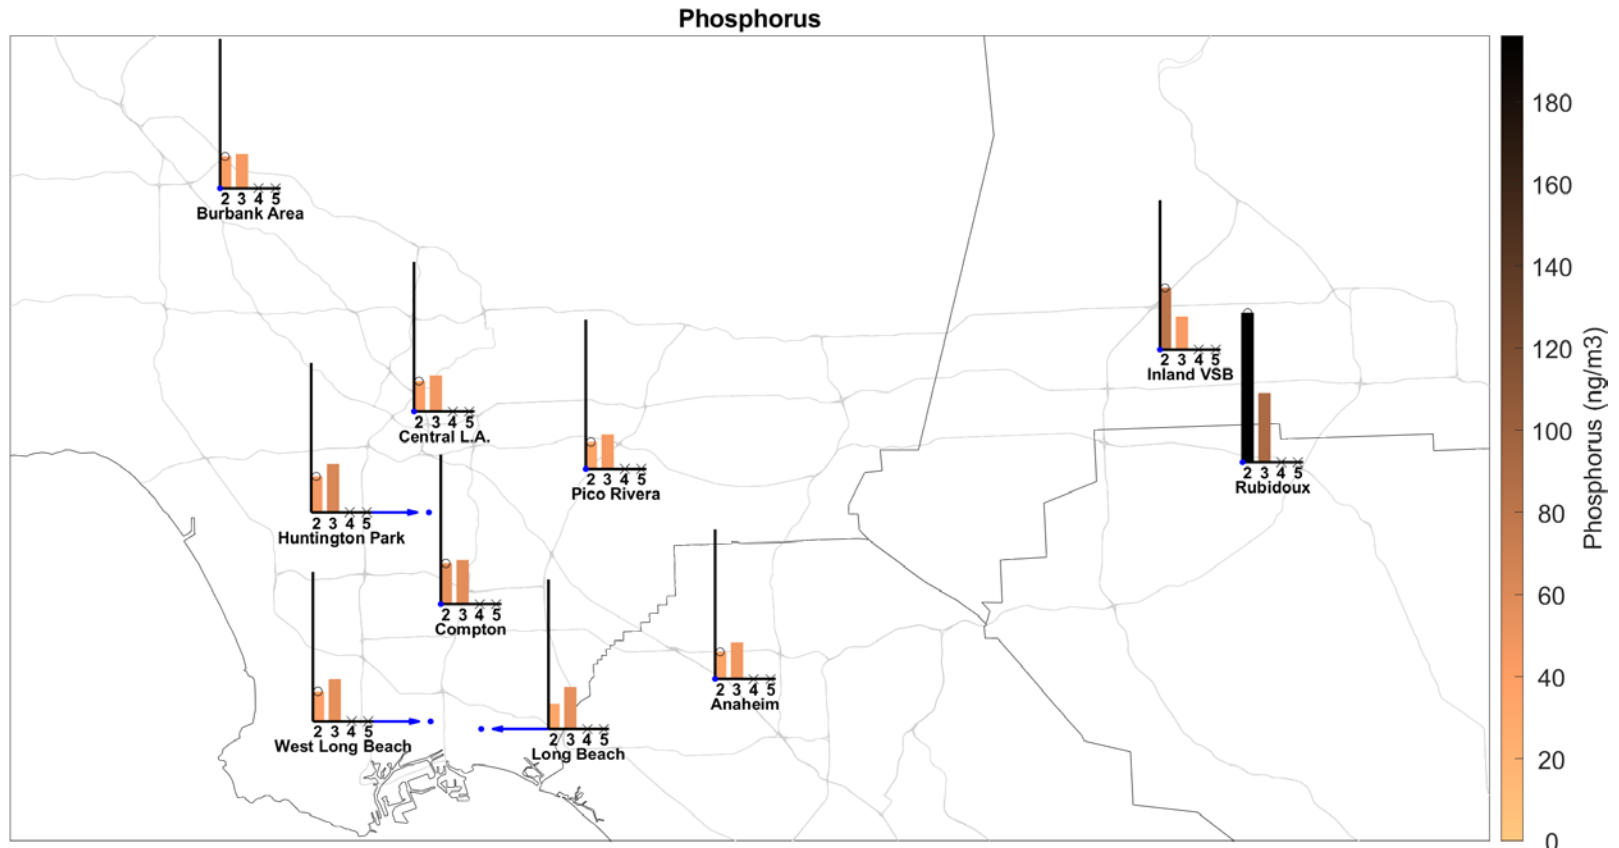 Phosphorus
2 3 4 5
Burbank Area
2 3 4 5
Central L.A.
2 3 4 5
Pico Rivera
2 3 4 5
Inland VSB
2 3 4 5
Rubidoux
2 3 4 5
Huntington Park
2 3 4 5
Compton
2 3 4 5
West Long Beach
2 3 4 5
Long Beach
2 3 4 5
Anaheim
180
160
140
120
100
80
60
40
20
0
Phosphorus (ng/m3)